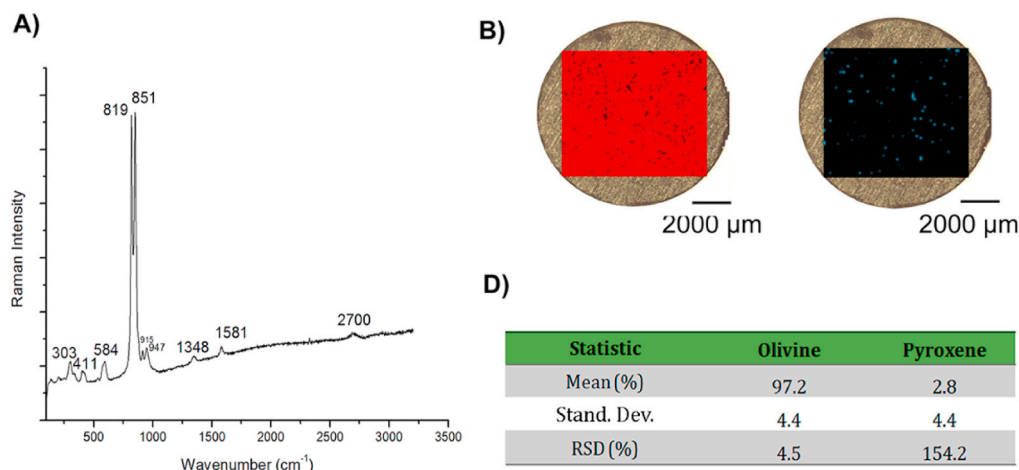 A)
Raman Intensity
819
851
303
411
584
915
947
1348
1581
2700
500
1000
1500
2000
2500
3000
3500
Wavenumber (cm⁻¹)
B)
2000 µm
2000 µm
D)
Statistic Olivine Pyroxene
Mean (%) 97.2 2.8
Stand. Dev. 4.4 4.4
RSD (%) 4.5 154.2